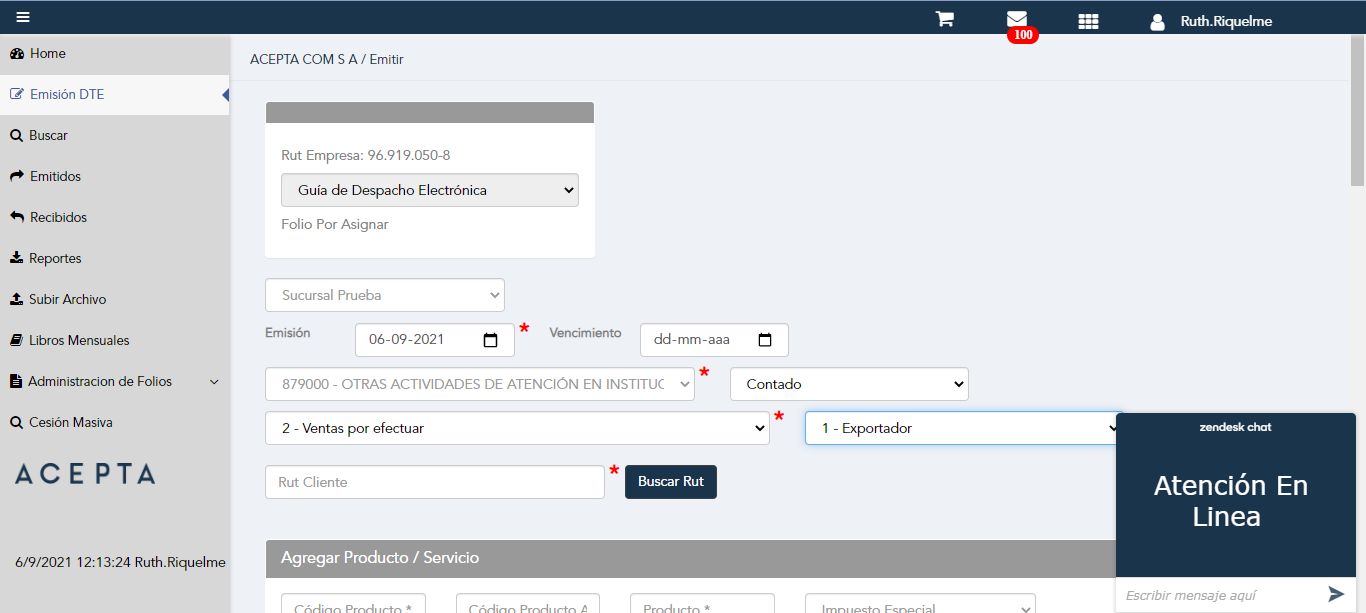 100
Ruth.Riquelme
Home
Emisión DTE
Buscar
Emitidos
Recibidos
Reportes
Subir Archivo
Libros Mensuales
Administracion de Folios
Cesión Masiva
ACEPTA
6/9/2021 12:13:24 Ruth.Riquelme
ACEPTA COM S A / Emitir
Rut Empresa: 96.919.050-8
Guía de Despacho Electrónica
Folio Por Asignar
Sucursal Prueba
Emisión 06-09-2021 * Vencimiento dd-mm-aaa
879000 - OTRAS ACTIVIDADES DE ATENCIÓN EN INSTITUC * Contado
2 - Ventas por efectuar * 1 - Exportador
Rut Cliente * Buscar Rut
Agregar Producto / Servicio
Código Producto * Código Producto A Producto * Impuesto Especial
zendesk chat
Atención En
Linea
Escribir mensaje aquí